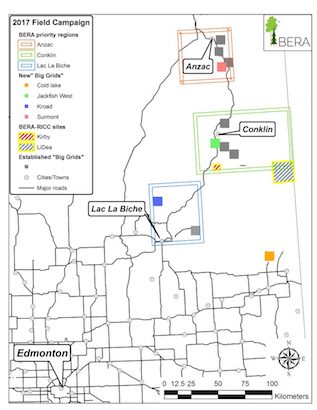 2017 Field Campaign
BERA priority regions
Anzac
Conklin
Lac La Biche
New "Big Grids"
Cold lake
Jackfish West
Kroad
Surmont
BERA-RICC sites
Kirby
LiDea
Established "Big Grids"
Cities/Towns
Major roads
BERA
Anzac
Conklin
Lac La Biche
Edmonton
N
W E
S
0 12.5 25 50 75 100
Kilometers